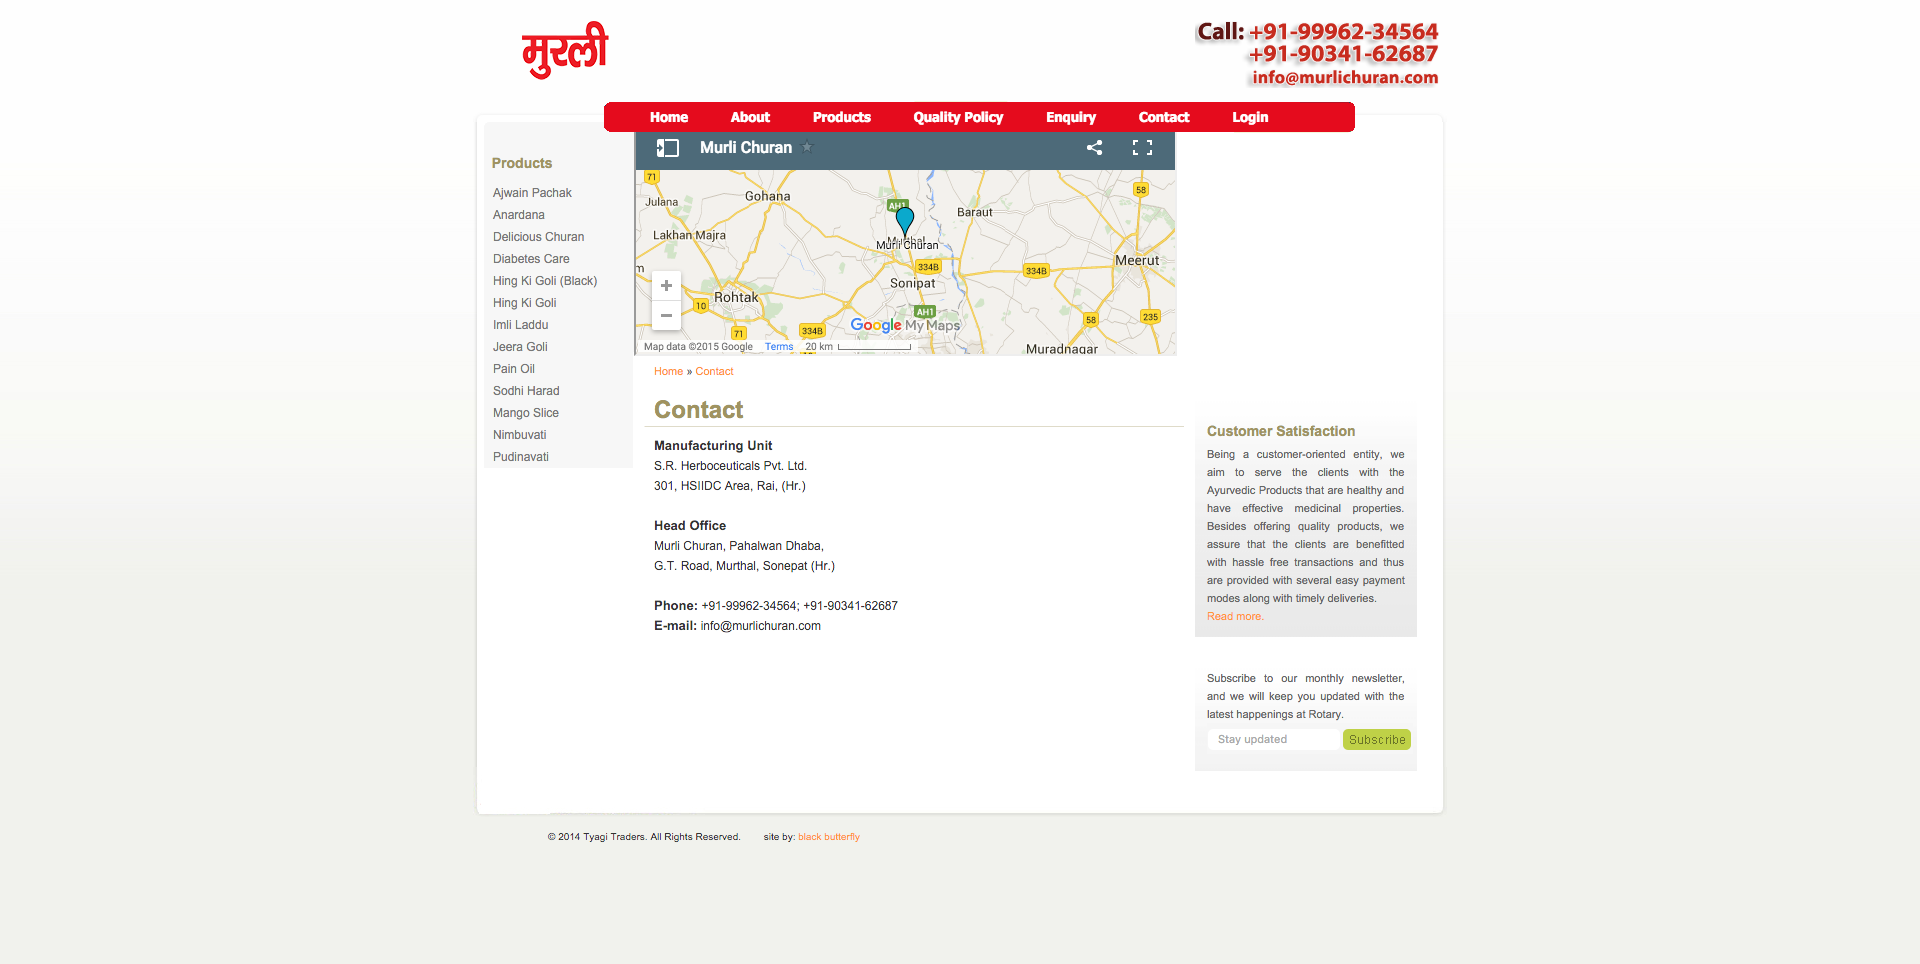 मुरली
Call: +91-99962-34564
+91-90341-62687
info@murlichuran.com
Home About Products Quality Policy Enquiry Contact Login
Products
Ajwain Pachak
Anardana
Delicious Churan
Diabetes Care
Hing Ki Goli (Black)
Hing Ki Goli
Imli Laddu
Jeera Goli
Pain Oil
Sodhi Harad
Mango Slice
Nimbuvati
Pudinavati
Murli Churan
71
58
Julana
Gohana
AH1
Baraut
Lakhan Majra
Murthal
Murli Churan
Meerut
m
334B
334B
Sonipat
Rohtak
10
AH1
58
235
71
334B
Google My Maps
Muradnagar
Map data ©2015 Google Terms 20 km
Home » Contact
Contact
Manufacturing Unit
S.R. Herboceuticals Pvt. Ltd.
301, HSIIDC Area, Rai, (Hr.)
Head Office
Murli Churan, Pahalwan Dhaba,
G.T. Road, Murthal, Sonepat (Hr.)
Phone: +91-99962-34564; +91-90341-62687
E-mail: info@murlichuran.com
Customer Satisfaction
Being a customer-oriented entity, we
aim to serve the clients with the
Ayurvedic Products that are healthy and
have effective medicinal properties.
Besides offering quality products, we
assure that the clients are benefitted
with hassle free transactions and thus
are provided with several easy payment
modes along with timely deliveries.
Read more.
Subscribe to our monthly newsletter,
and we will keep you updated with the
latest happenings at Rotary.
Stay updated Subscribe
© 2014 Tyagi Traders. All Rights Reserved. site by: black butterfly